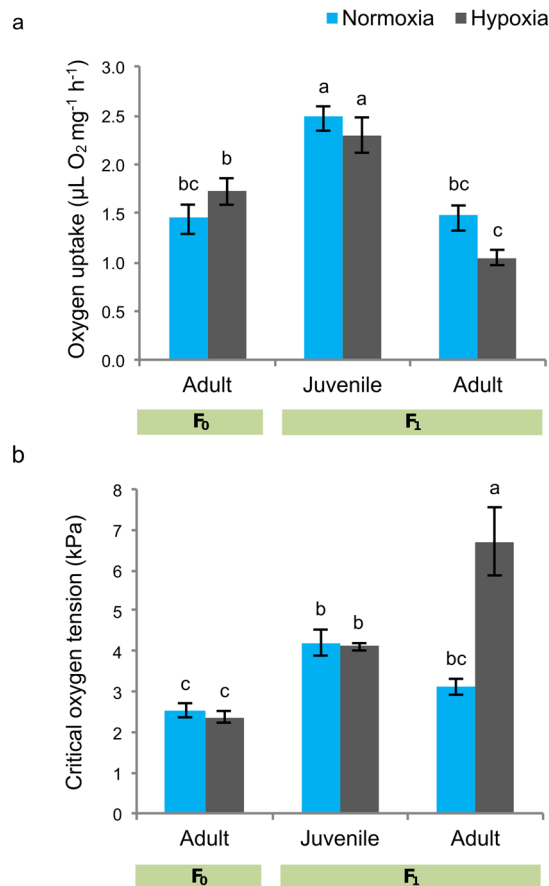 a
Normoxia Hypoxia
Oxygen uptake (µL O₂ mg⁻¹ h⁻¹)
3.0
2.5
2.0
1.5
1.0
0.5
0.0
bc b a a bc c
Adult Juvenile Adult
F₀ F₁
b
Critical oxygen tension (kPa)
8
7
6
5
4
3
2
1
0
c c b b bc a
Adult Juvenile Adult
F₀ F₁